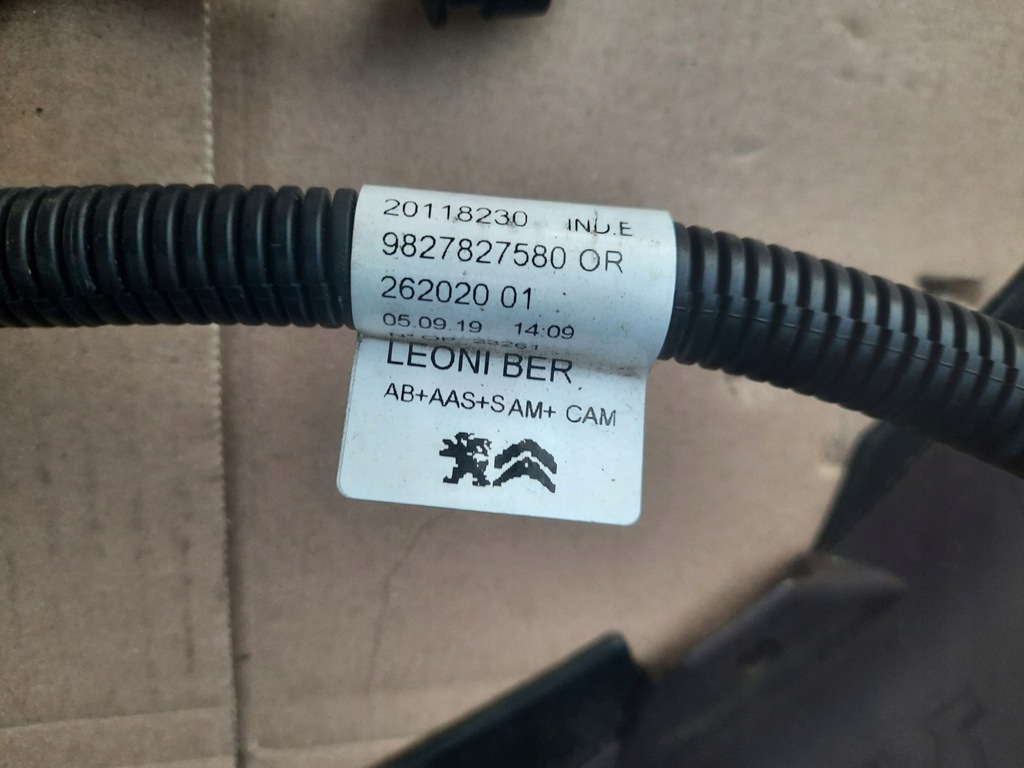 20118230 IND.E
9827827580 OR
262020 01
05.09.19 14:09
LEONI BER
AB+AAS+SAM+ CAM